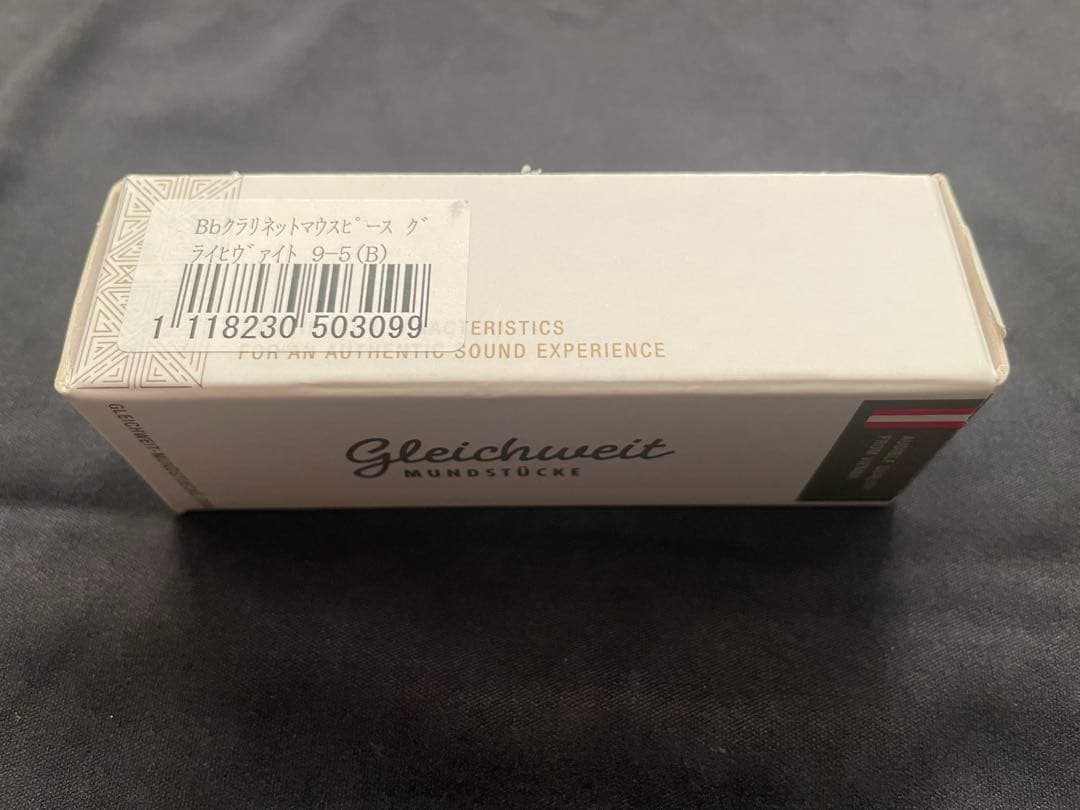 Bbｸﾗﾘﾈｯﾄﾏｳｽﾋﾟｰｽ ｸﾞ
ﾗｲﾋｳﾞｧｲﾄ 9-5(B)
1 118230 503099
ACTERISTICS
FOR AN AUTHENTIC SOUND EXPERIENCE
Gleichweit
MUNDSTÜCKE
GLEICHWEIT